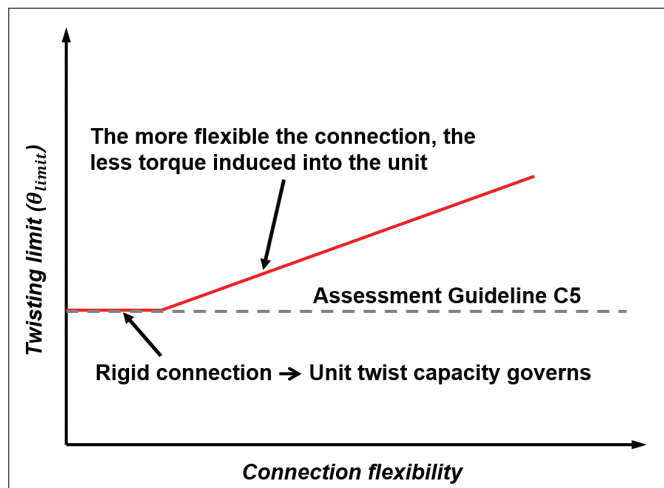 Twisting limit (θlimit)
The more flexible the connection, the
less torque induced into the unit
Assessment Guideline C5
Rigid connection → Unit twist capacity governs
Connection flexibility